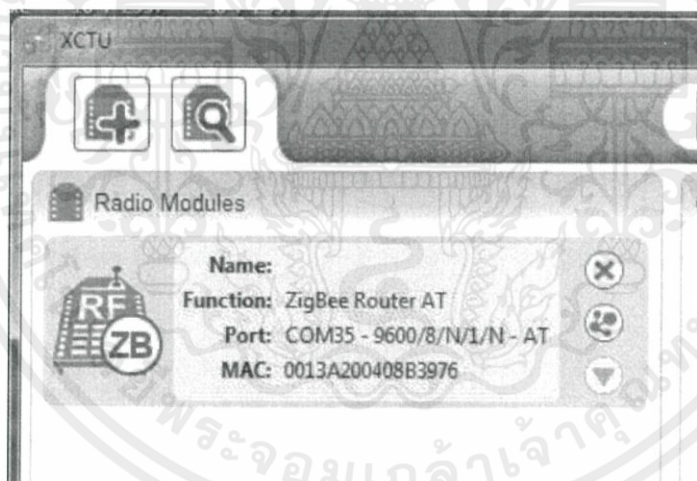 XCTU
Radio Modules
Name:
Function: ZigBee Router AT
Port: COM35 - 9600/8/N/1/N - AT
MAC: 0013A200408B3976
RF
ZB